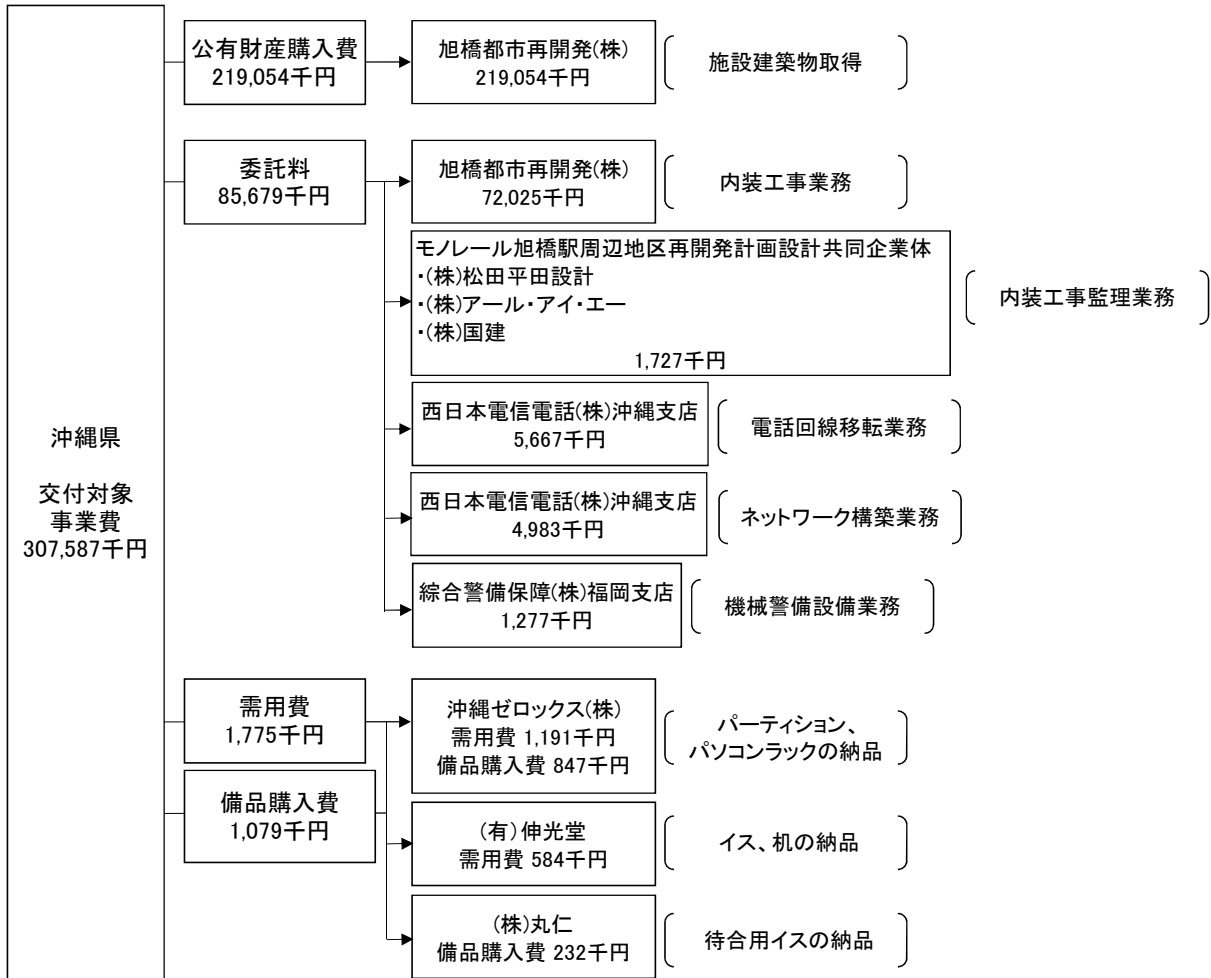 沖縄県
交付対象
事業費
307,587千円
公有財産購入費
219,054千円
旭橋都市再開発(株)
219,054千円
施設建築物取得
委託料
85,679千円
旭橋都市再開発(株)
72,025千円
内装工事業務
モノレール旭橋駅周辺地区再開発計画設計共同企業体
・(株)松田平田設計
・(株)アール・アイ・エー
・(株)国建
1,727千円
内装工事監理業務
西日本電信電話(株)沖縄支店
5,667千円
電話回線移転業務
西日本電信電話(株)沖縄支店
4,983千円
ネットワーク構築業務
綜合警備保障(株)福岡支店
1,277千円
機械警備設備業務
需用費
1,775千円
備品購入費
1,079千円
沖縄ゼロックス(株)
需用費 1,191千円
備品購入費 847千円
パーティション、
パソコンラックの納品
(有)伸光堂
需用費 584千円
イス、机の納品
(株)丸仁
備品購入費 232千円
待合用イスの納品